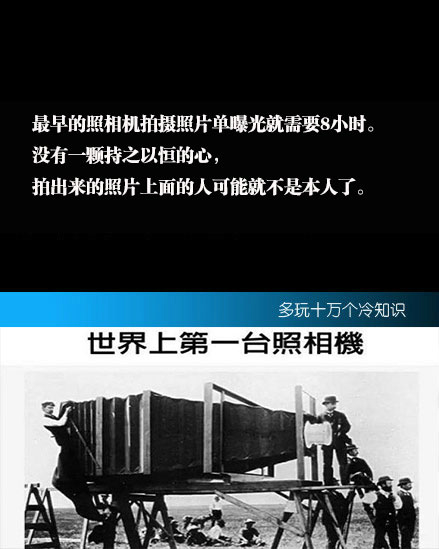 最早的照相机拍摄照片单曝光就需要8小时。
没有一颗持之以恒的心，
拍出来的照片上面的人可能就不是本人了。
多玩十万个冷知识
世界上第一台照相機